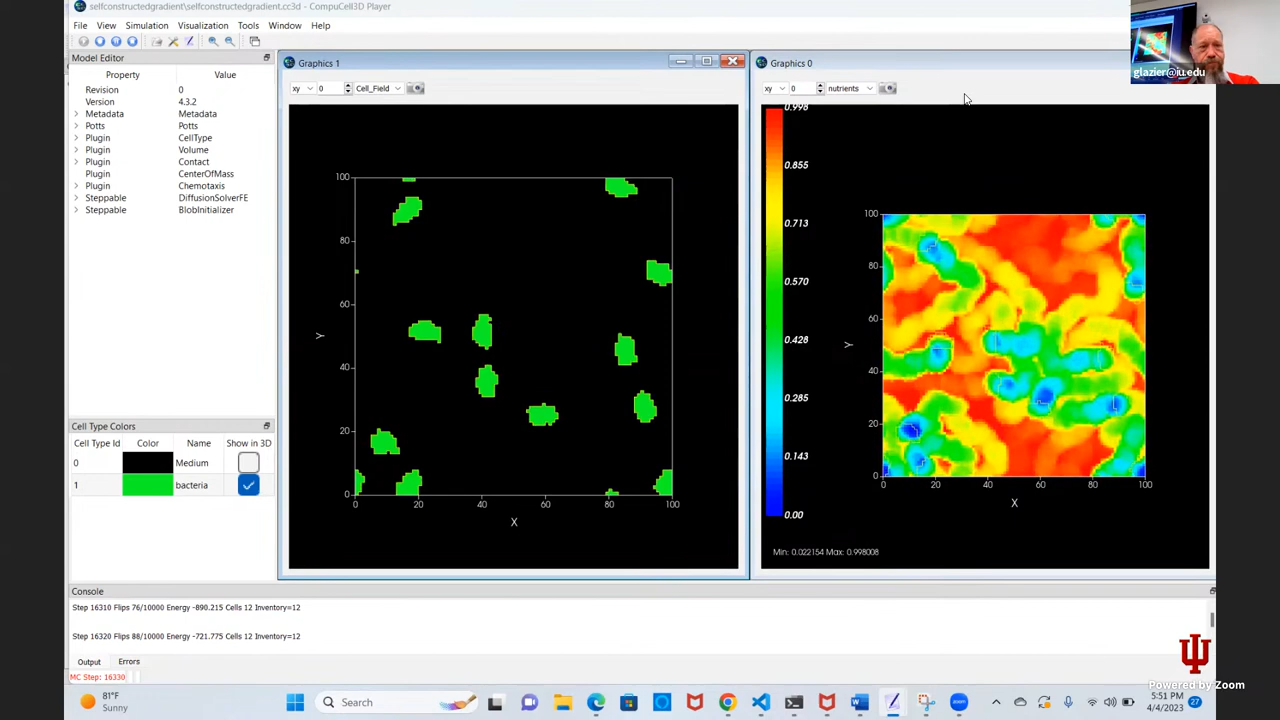 selfconstructedgradient\selfconstructedgradient.cc3d - CompuCell3D Player
File View Simulation Visualization Tools Window Help
glazier@iu.edu
Model Editor
Property Value
Revision 0
Version 4.3.2
Metadata Metadata
Potts Potts
Plugin CellType
Plugin Volume
Plugin Contact
Plugin CenterOfMass
Plugin Chemotaxis
Steppable DiffusionSolverFE
Steppable BlobInitializer
Cell Type Colors
Cell Type Id Color Name Show in 3D
0 Medium
1 bacteria
Graphics 1
xy 0 Cell_Field
100
80
60
40
20
0
Y
0 20 40 60 80 100
X
Graphics 0
xy 0 nutrients
0.998
0.855
0.713
0.570
0.428
0.285
0.143
0.00
100
80
60
40
20
0
Y
0 20 40 60 80 100
X
Min: 0.022154 Max: 0.998008
Console
Step 16310 Flips 76/10000 Energy -890.215 Cells 12 Inventory=12
Step 16320 Flips 88/10000 Energy -721.775 Cells 12 Inventory=12
Output Errors
MC Step: 16330
Powered by Zoom
81°F
Sunny
Search
zoom
5:51 PM
4/4/2023
27